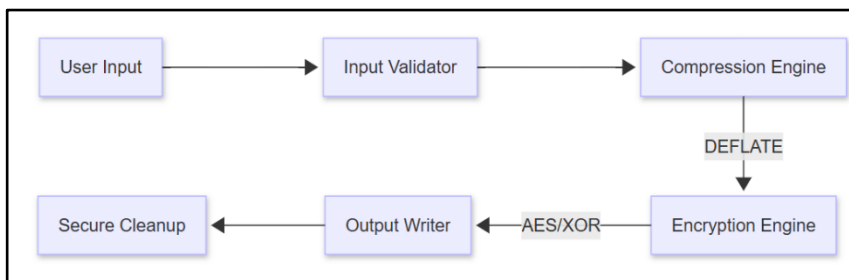 User Input
Input Validator
Compression Engine
DEFLATE
Encryption Engine
AES/XOR
Output Writer
Secure Cleanup